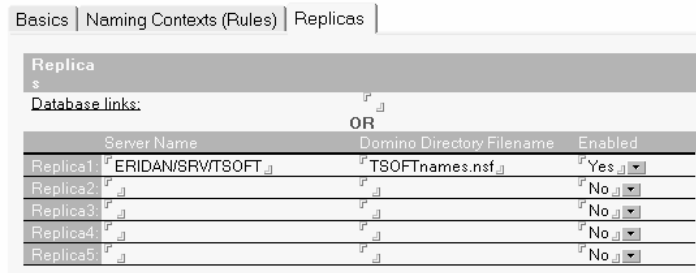 Basics Naming Contexts (Rules) Replicas
Replica
s
Database links:
OR
Server Name Domino Directory Filename Enabled
Replica1: ERIDAN/SRV/TSOFT TSOFTnames.nsf Yes
Replica2: No
Replica3: No
Replica4: No
Replica5: No